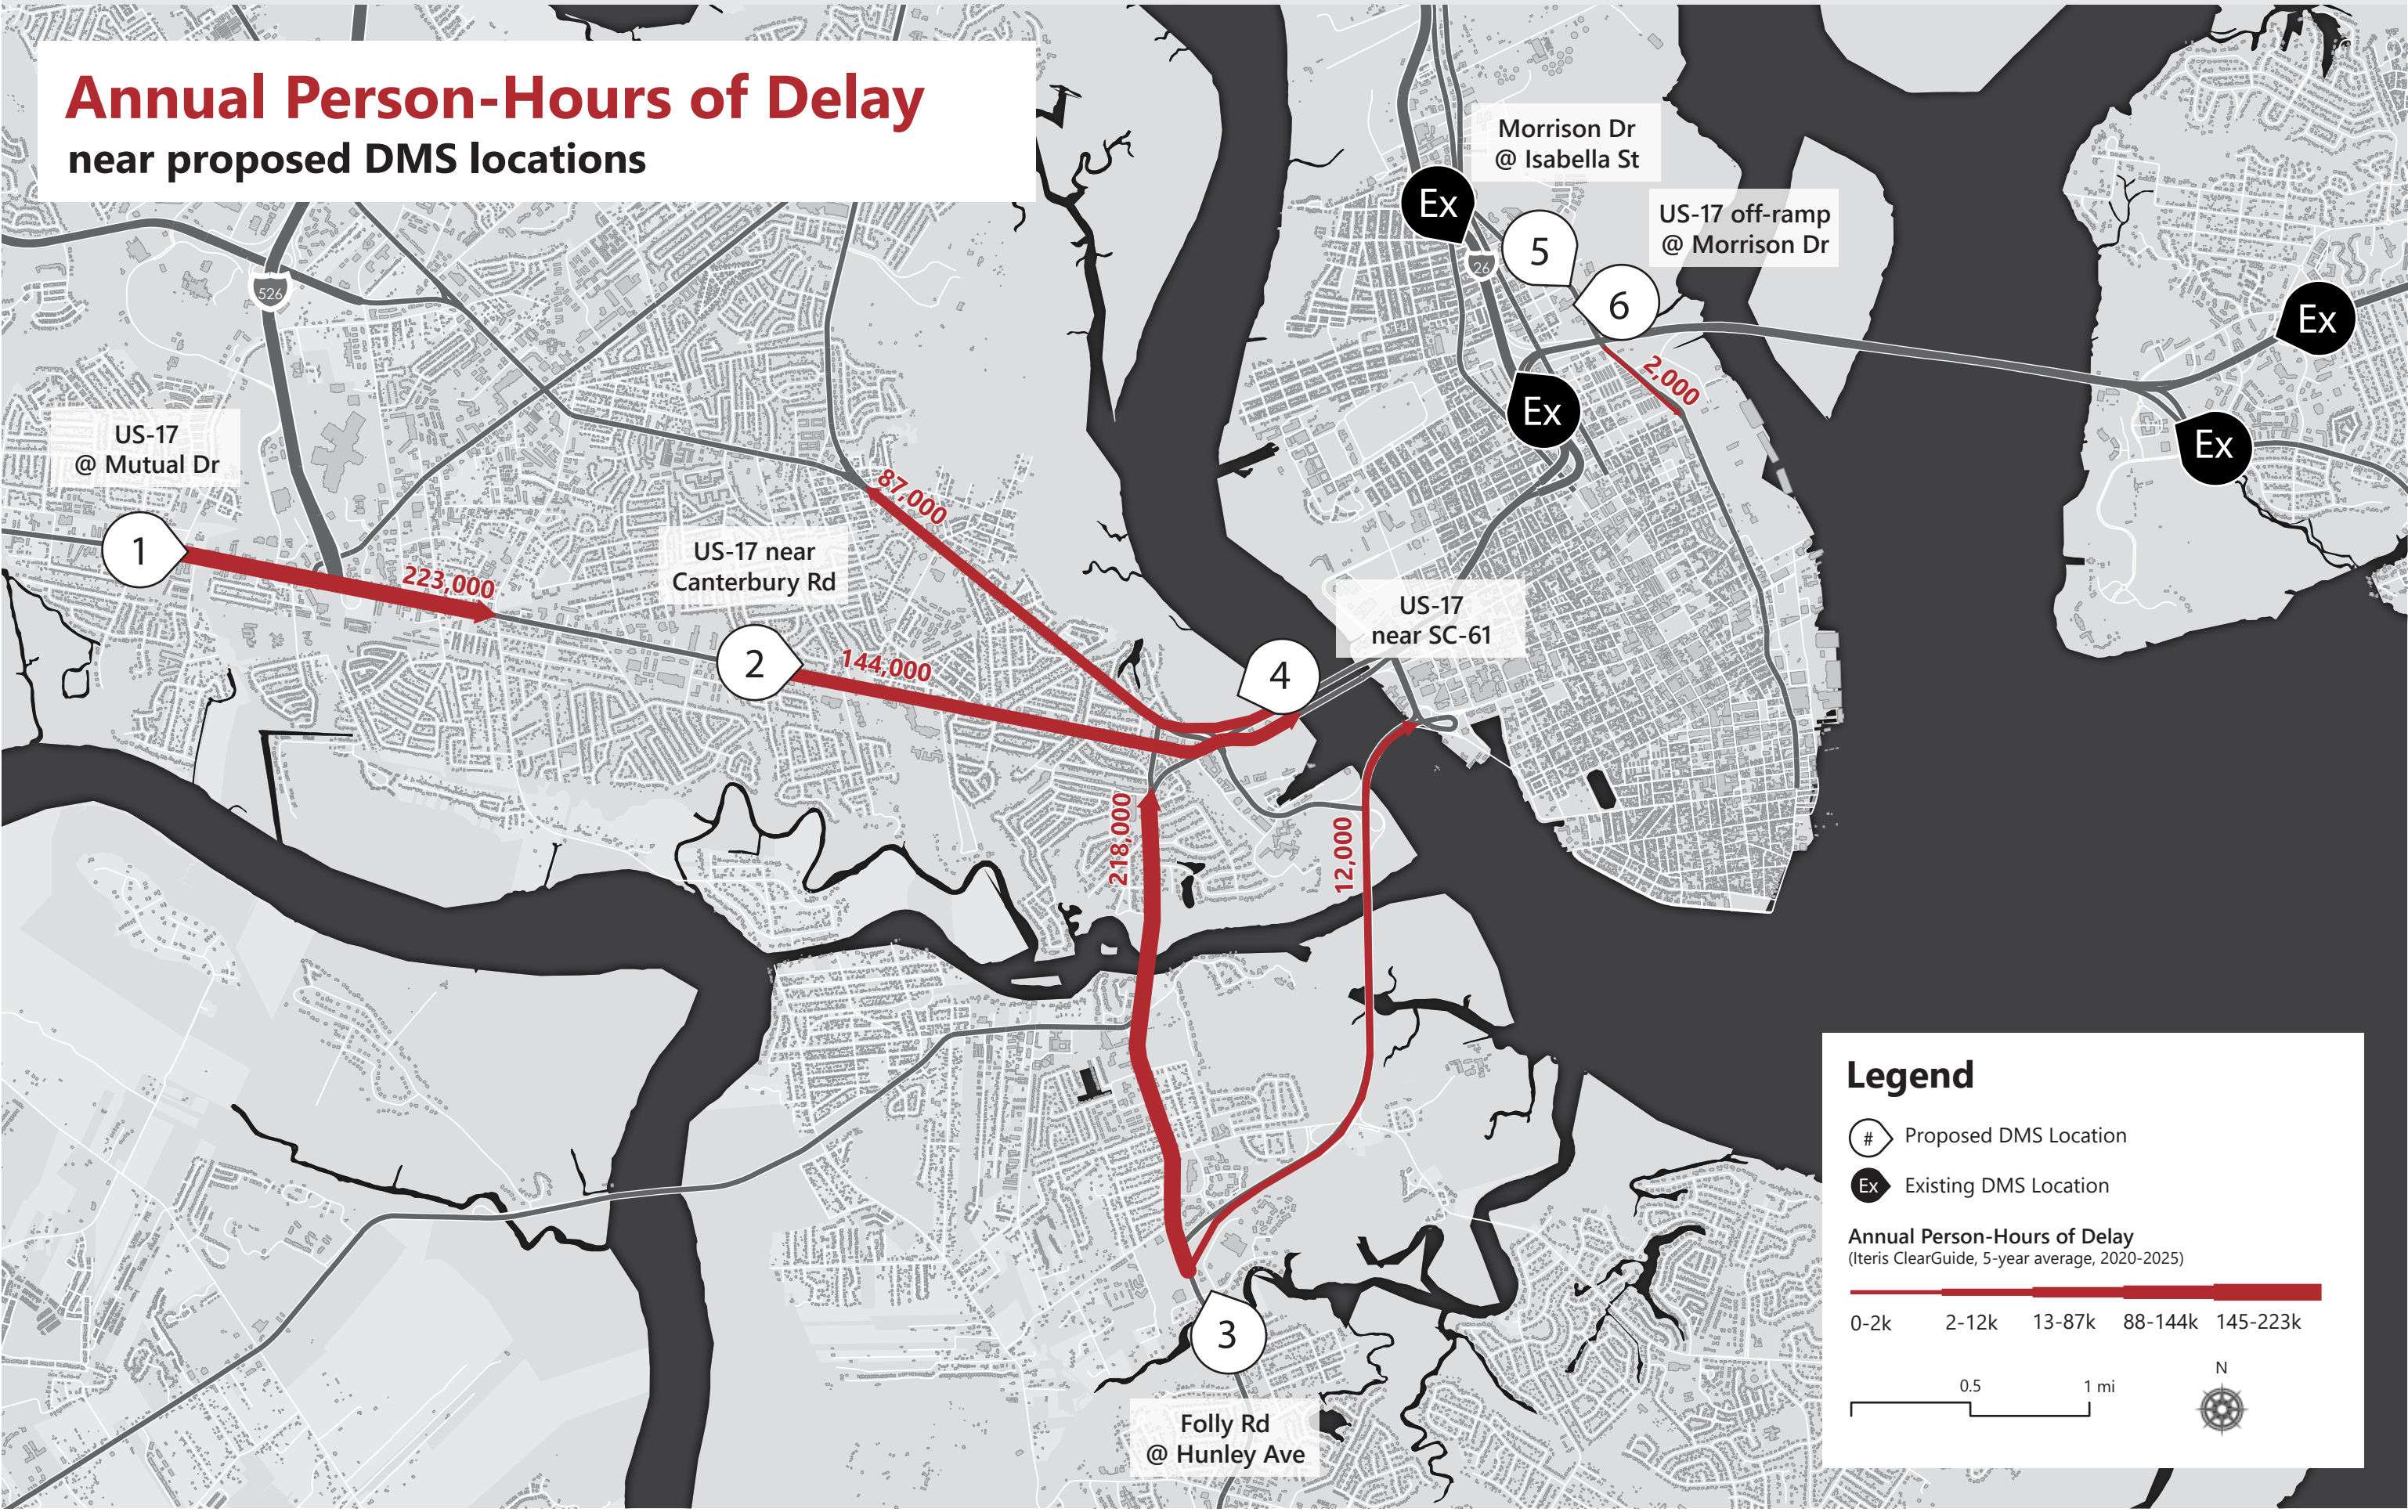 Annual Person-Hours of Delay
near proposed DMS locations
Morrison Dr
@ Isabella St
US-17 off-ramp
@ Morrison Dr
Ex
5
26
6
526
Ex
2,000
Ex
Ex
US-17
@ Mutual Dr
87,000
1
223,000
US-17 near
Canterbury Rd
2
144,000
US-17
near SC-61
4
218,000
12,000
3
Folly Rd
@ Hunley Ave
Legend
# Proposed DMS Location
Ex Existing DMS Location
Annual Person-Hours of Delay
(Iteris ClearGuide, 5-year average, 2020-2025)
0-2k 2-12k 13-87k 88-144k 145-223k
N
0.5 1 mi